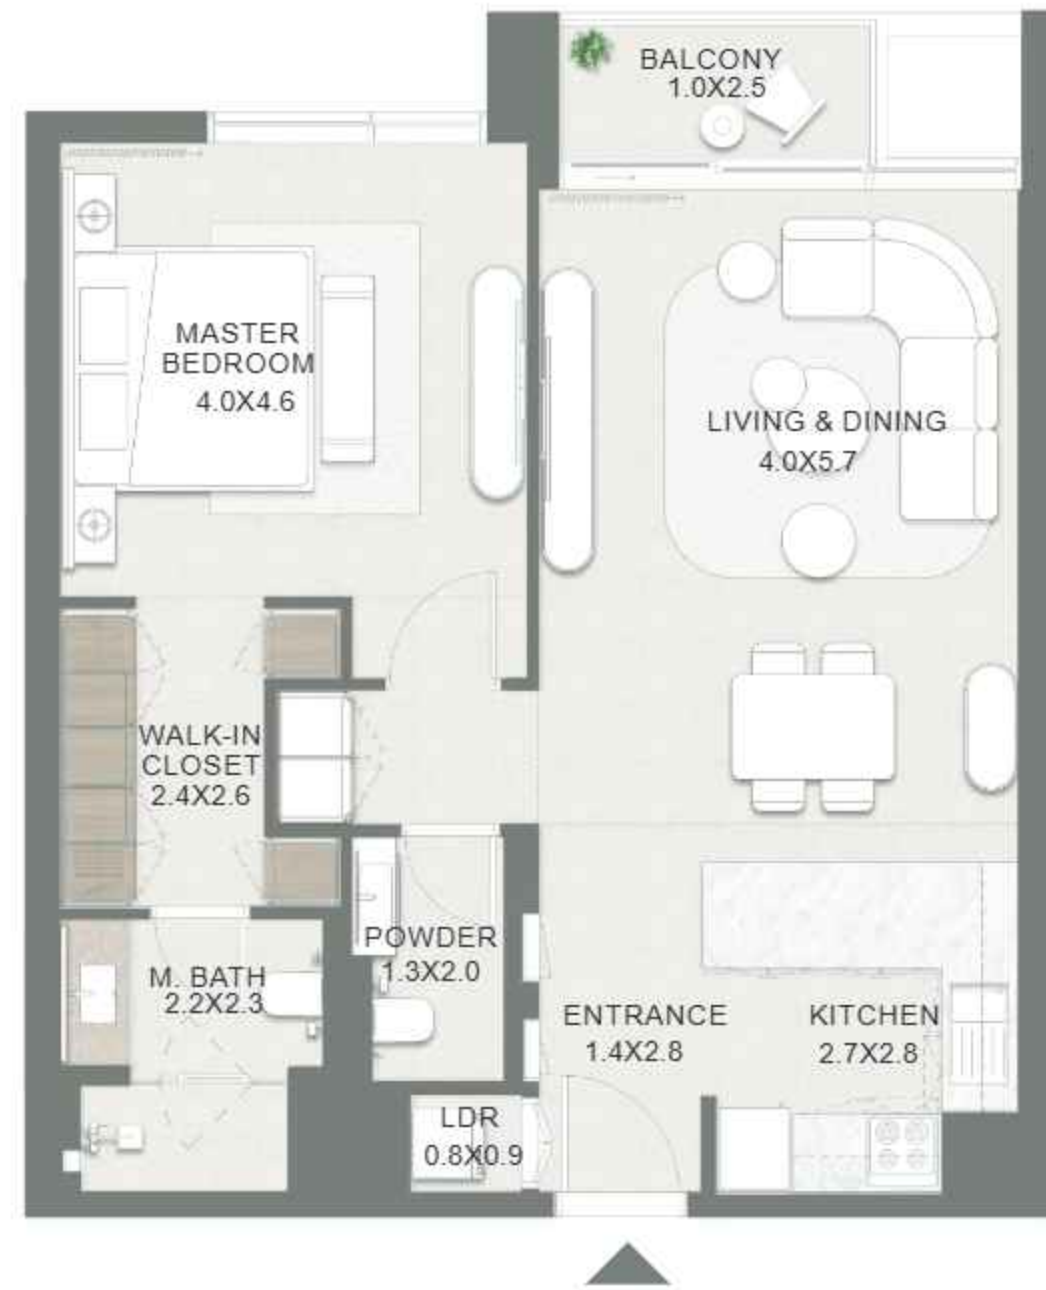 BALCONY
1.0X2.5
MASTER
BEDROOM
4.0X4.6
LIVING & DINING
4.0X5.7
WALK-IN
CLOSET
2.4X2.6
POWDER
1.3X2.0
M. BATH
2.2X2.3
ENTRANCE
1.4X2.8
KITCHEN
2.7X2.8
LDR
0.8X0.9